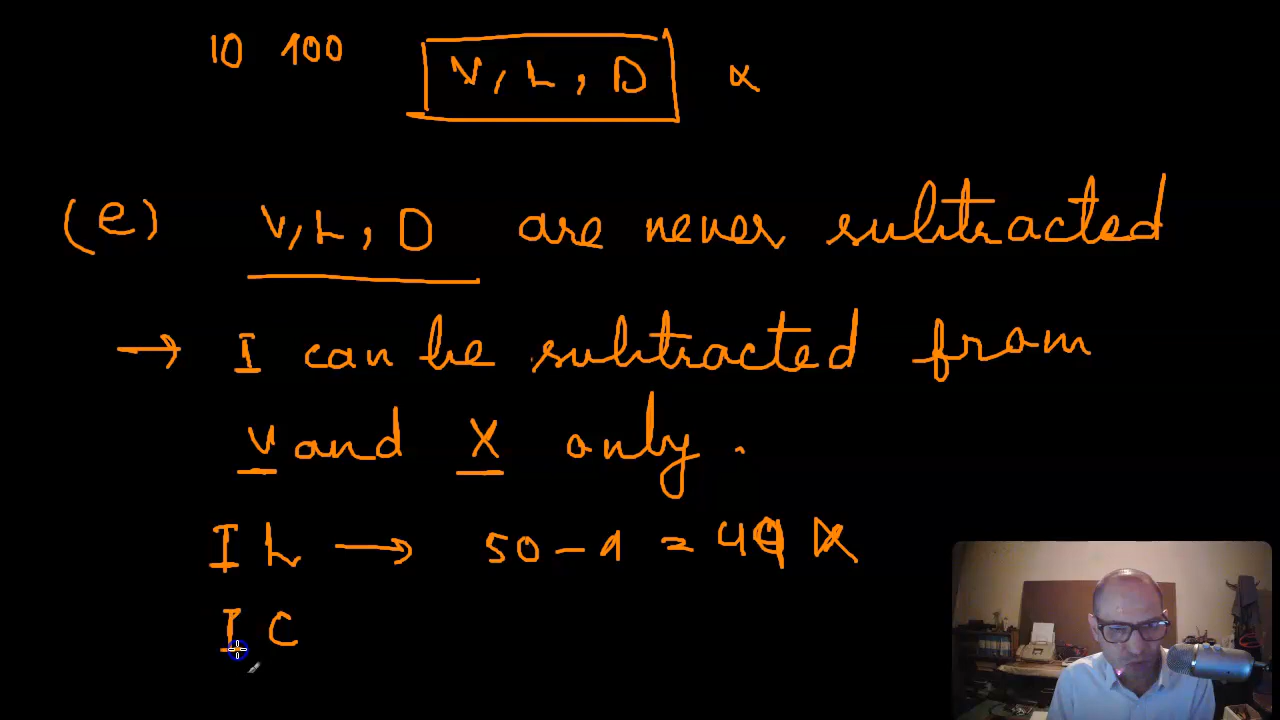 10 100 V, L, D x
(e) V, L, D are never subtracted
→ I can be subtracted from
V and X only.
I L → 50 - 1 = 49 x
I C